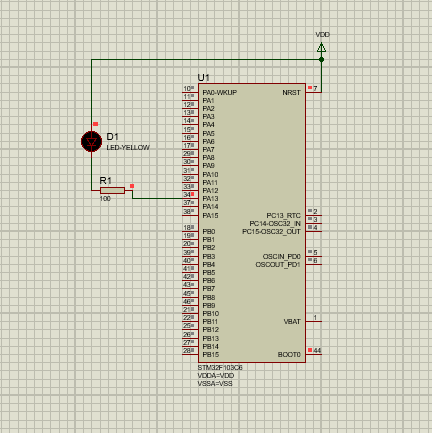 VDD
U1
10 PA0-WKUP
11 PA1
12 PA2
13 PA3
14 PA4
15 PA5
16 PA6
17 PA7
29 PA8
30 PA9
31 PA10
32 PA11
33 PA12
34 PA13
37 PA14
38 PA15
18 PB0
19 PB1
20 PB2
39 PB3
40 PB4
41 PB5
42 PB6
43 PB7
45 PB8
46 PB9
21 PB10
22 PB11
25 PB12
26 PB13
27 PB14
28 PB15
NRST 7
PC13_RTC 2
PC14-OSC32_IN 3
PC15-OSC32_OUT 4
OSCIN_PD0 5
OSCOUT_PD1 6
VBAT 1
BOOT0 44
D1
LED-YELLOW
R1
100
STM32F103C6
VDDA=VDD
VSSA=VSS